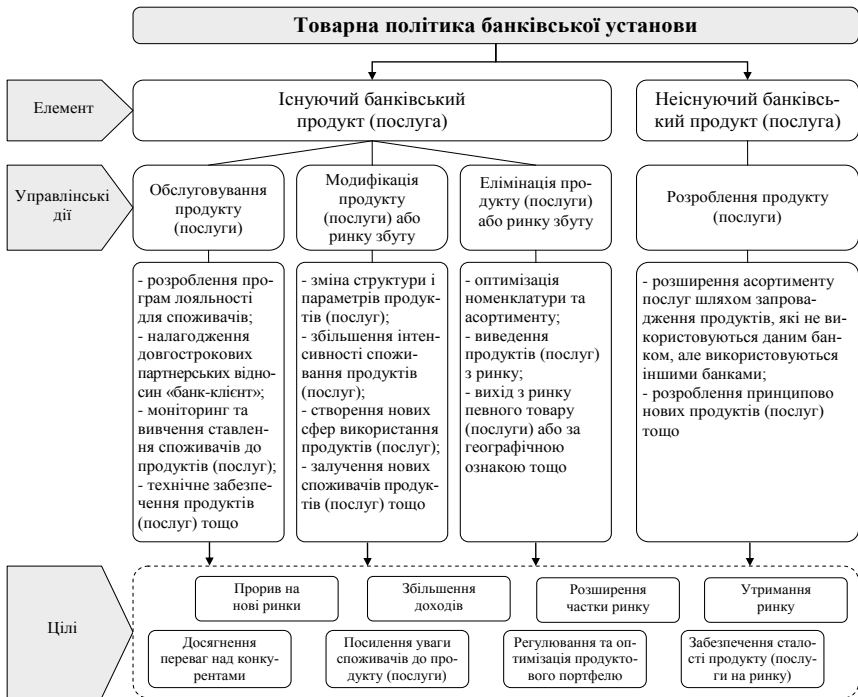 Товарна політика банківської установи
Елемент
Існуючий банківський
продукт (послуга)
Неіснуючий банківсь-
кий продукт (послуга)
Управлінські
дії
Обслуговування
продукту
(послуги)
Модифікація
продукту
(послуги) або
ринку збуту
Елімінація про-
дукту (послуги)
або ринку збуту
Розроблення продукту
(послуги)
- розроблення про-
грам лояльності
для споживачів;
- налагодження
довгострокових
партнерських відно-
син «банк-клієнт»;
- моніторинг та
вивчення ставлен-
ня споживачів до
продуктів (послуг);
- технічне забезпе-
чення продуктів
(послуг) тощо
- зміна структури і
параметрів продук-
тів (послуг);
- збільшення інтен-
сивності спожи-
вання продуктів
(послуг);
- створення нових
сфер використання
продуктів (послуг);
- залучення нових
споживачів продук-
тів (послуг) тощо
- оптимізація
номенклатури та
асортименту;
- виведення
продуктів (послуг)
з ринку;
- вихід з ринку
певного товару
(послуги) або за
географічною
ознакою тощо
- розширення асортименту
послуг шляхом запрова-
дження продуктів, які не ви-
користовуються даним бан-
ком, але використовуються
іншими банками;
- розроблення принципово
нових продуктів (послуг)
тощо
Цілі
Прорив на
нові ринки
Збільшення
доходів
Розширення
частки ринку
Утримання
ринку
Досягнення
переваг над конку-
рентами
Посилення уваги
споживачів до про-
дукту (послуги)
Регулювання та оп-
тимізація продукто-
вого портфелю
Забезпечення стало-
сті продукту (послу-
ги на ринку)